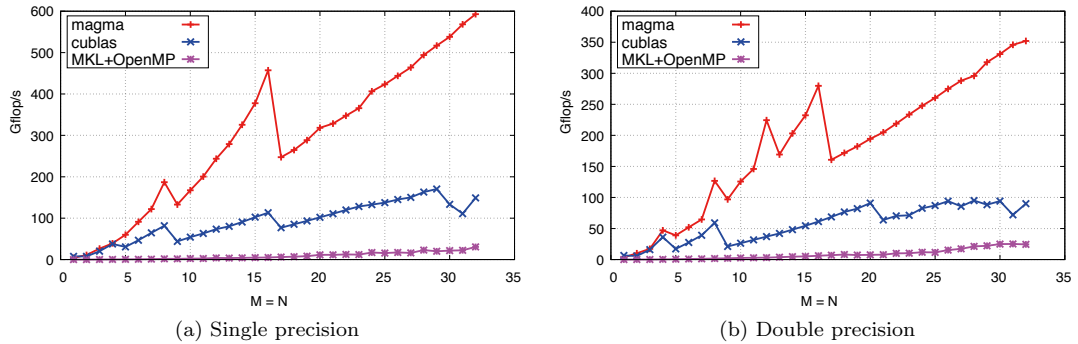 600
500
400
300
200
100
0
Gflop/s
magma
cublas
MKL+OpenMP
0 5 10 15 20 25 30 35
M = N
(a) Single precision
400
350
300
250
200
150
100
50
0
Gflop/s
magma
cublas
MKL+OpenMP
0 5 10 15 20 25 30 35
M = N
(b) Double precision